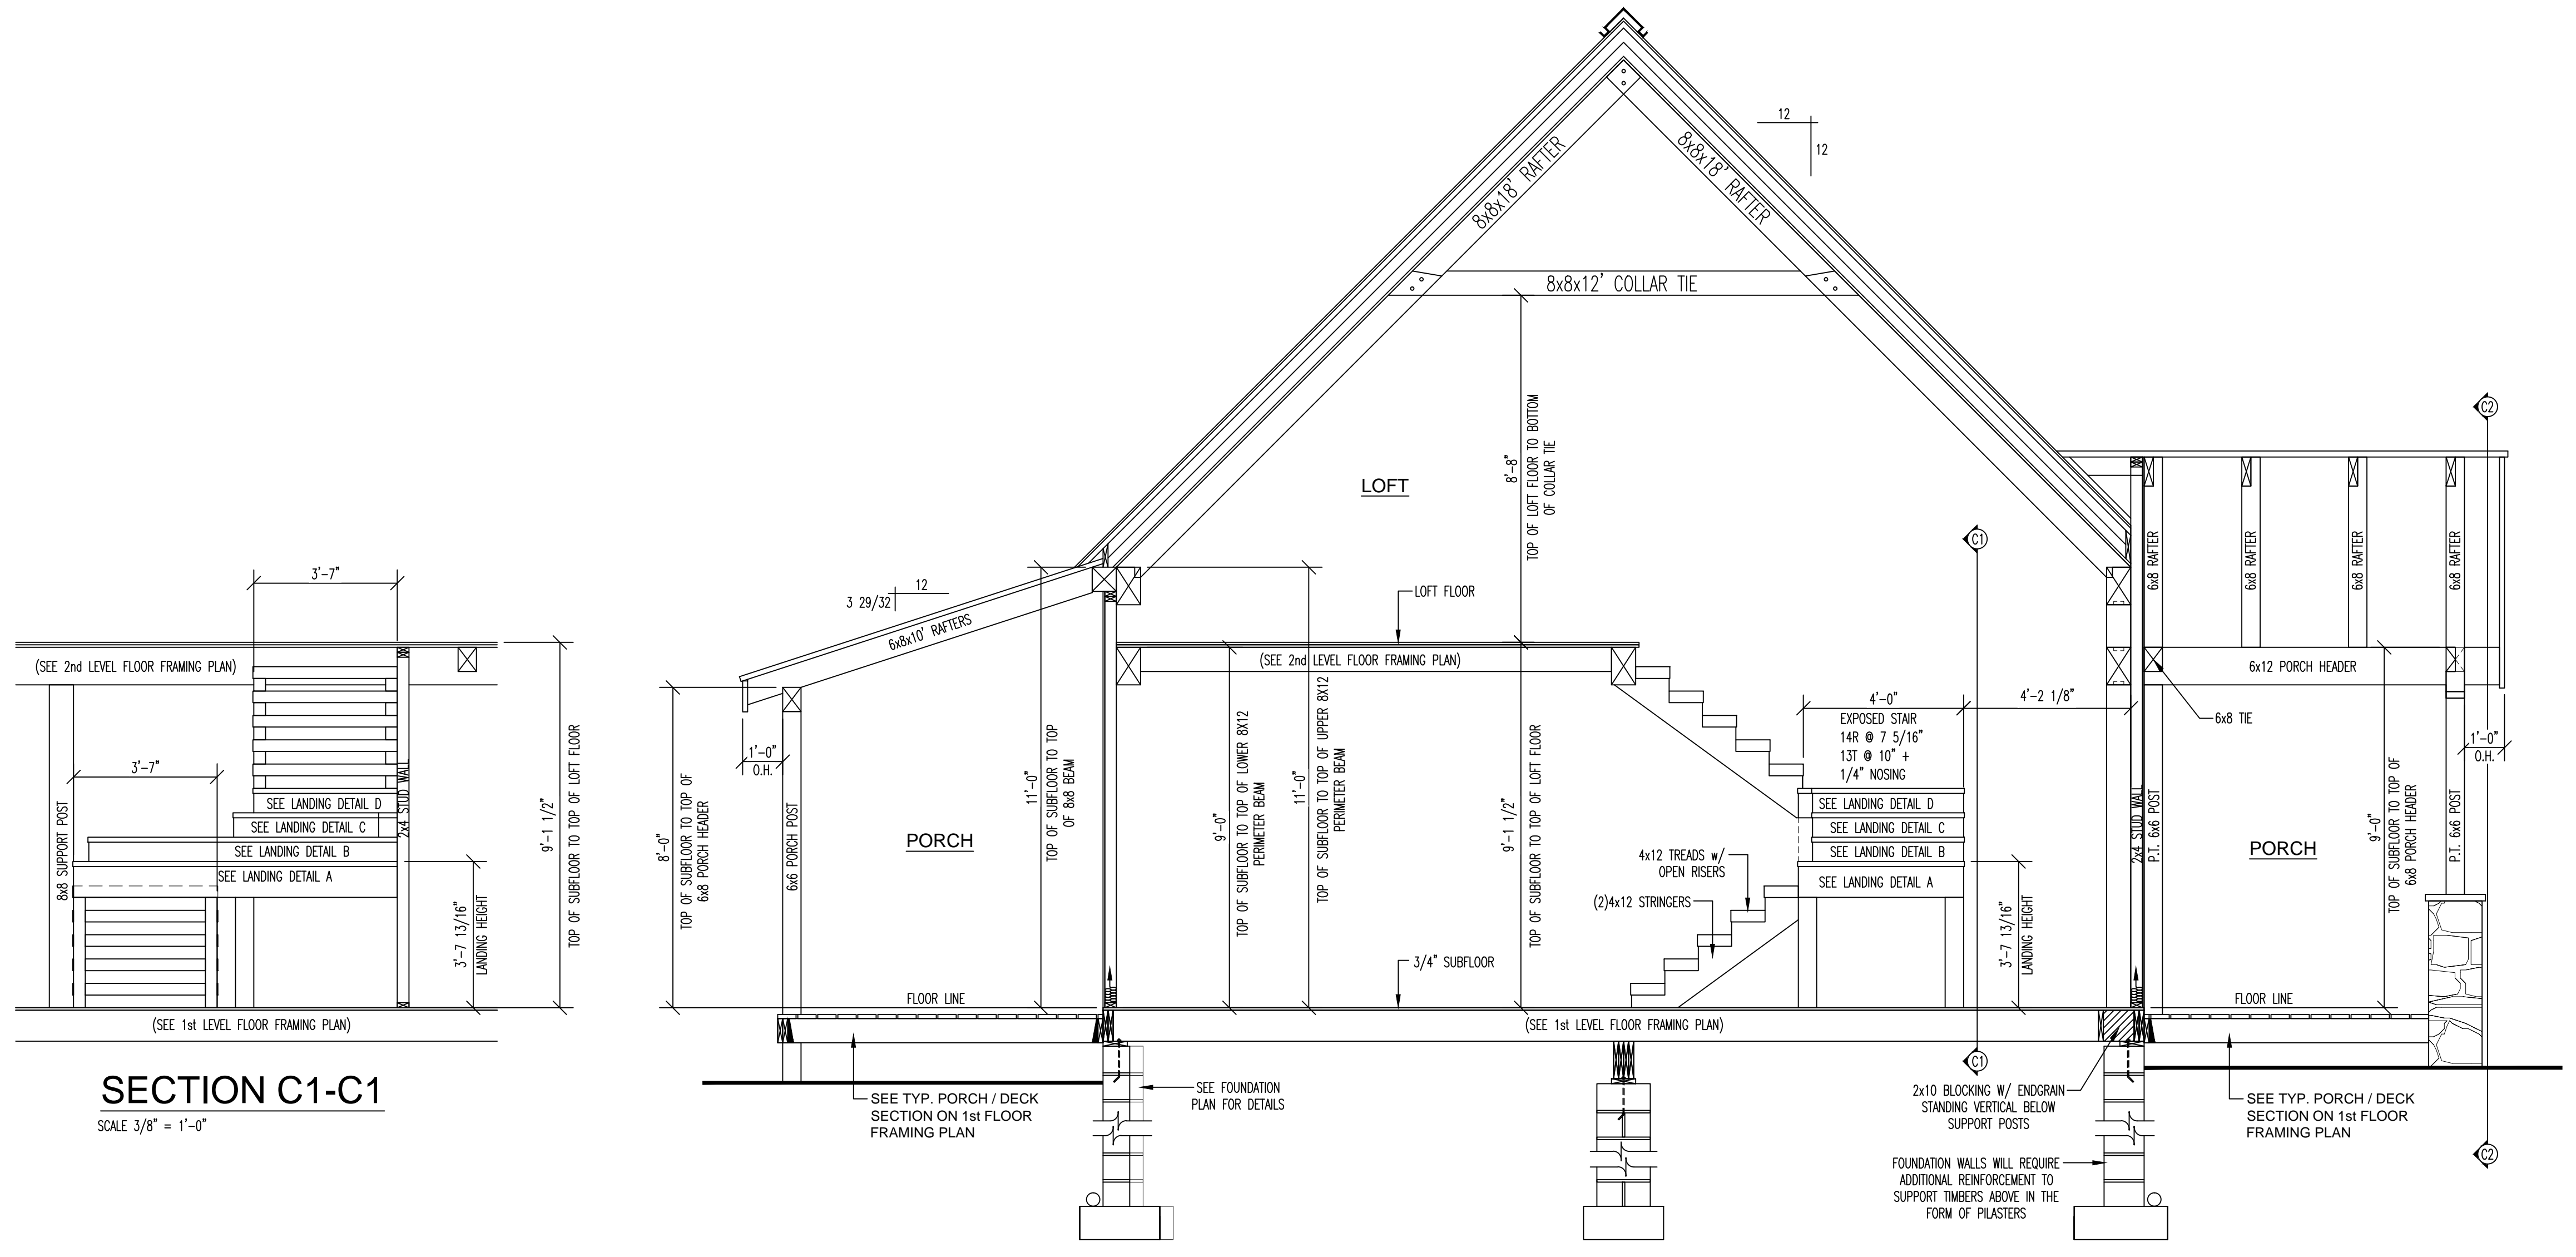 12
12
8x8x18' RAFTER
8x8x18' RAFTER
8x8x12' COLLAR TIE
8'-8"
TOP OF LOFT FLOOR TO BOTTOM
OF COLLAR TIE
LOFT
LOFT FLOOR
C1
C2
3'-7"
(SEE 2nd LEVEL FLOOR FRAMING PLAN)
3'-7"
8x8 SUPPORT POST
SEE LANDING DETAIL D
SEE LANDING DETAIL C
SEE LANDING DETAIL B
SEE LANDING DETAIL A
2x4 STUD WALL
3'-7 13/16"
LANDING HEIGHT
9'-1 1/2"
TOP OF SUBFLOOR TO TOP OF LOFT FLOOR
(SEE 1st LEVEL FLOOR FRAMING PLAN)
SECTION C1-C1
SCALE 3/8" = 1'-0"
12
3 29/32
6x8x10' RAFTERS
8'-0"
TOP OF SUBFLOOR TO TOP OF
6x8 PORCH HEADER
1'-0"
O.H.
6x6 PORCH POST
PORCH
FLOOR LINE
11'-0"
TOP OF SUBFLOOR TO TOP
OF 8x8 BEAM
(SEE 2nd LEVEL FLOOR FRAMING PLAN)
9'-0"
TOP OF SUBFLOOR TO TOP OF LOWER 8X12
PERIMETER BEAM
11'-0"
TOP OF SUBFLOOR TO TOP OF UPPER 8X12
PERIMETER BEAM
9'-1 1/2"
TOP OF SUBFLOOR TO TOP OF LOFT FLOOR
3/4" SUBFLOOR
4x12 TREADS w/
OPEN RISERS
(2)4x12 STRINGERS
4'-0"
4'-2 1/8"
EXPOSED STAIR
14R @ 7 5/16"
13T @ 10" +
1/4" NOSING
SEE LANDING DETAIL D
SEE LANDING DETAIL C
SEE LANDING DETAIL B
SEE LANDING DETAIL A
3'-7 13/16"
LANDING HEIGHT
2x4 STUD WALL
P.T. 6x6 POST
6x8 RAFTER
6x8 RAFTER
6x8 RAFTER
6x8 RAFTER
6x12 PORCH HEADER
6x8 TIE
PORCH
9'-0"
TOP OF SUBFLOOR TO TOP OF
6x8 PORCH HEADER
P.T. 6x6 POST
1'-0"
O.H.
FLOOR LINE
(SEE 1st LEVEL FLOOR FRAMING PLAN)
C1
SEE TYP. PORCH / DECK
SECTION ON 1st FLOOR
FRAMING PLAN
SEE FOUNDATION
PLAN FOR DETAILS
2x10 BLOCKING W/ ENDGRAIN
STANDING VERTICAL BELOW
SUPPORT POSTS
FOUNDATION WALLS WILL REQUIRE
ADDITIONAL REINFORCEMENT TO
SUPPORT TIMBERS ABOVE IN THE
FORM OF PILASTERS
SEE TYP. PORCH / DECK
SECTION ON 1st FLOOR
FRAMING PLAN
C2